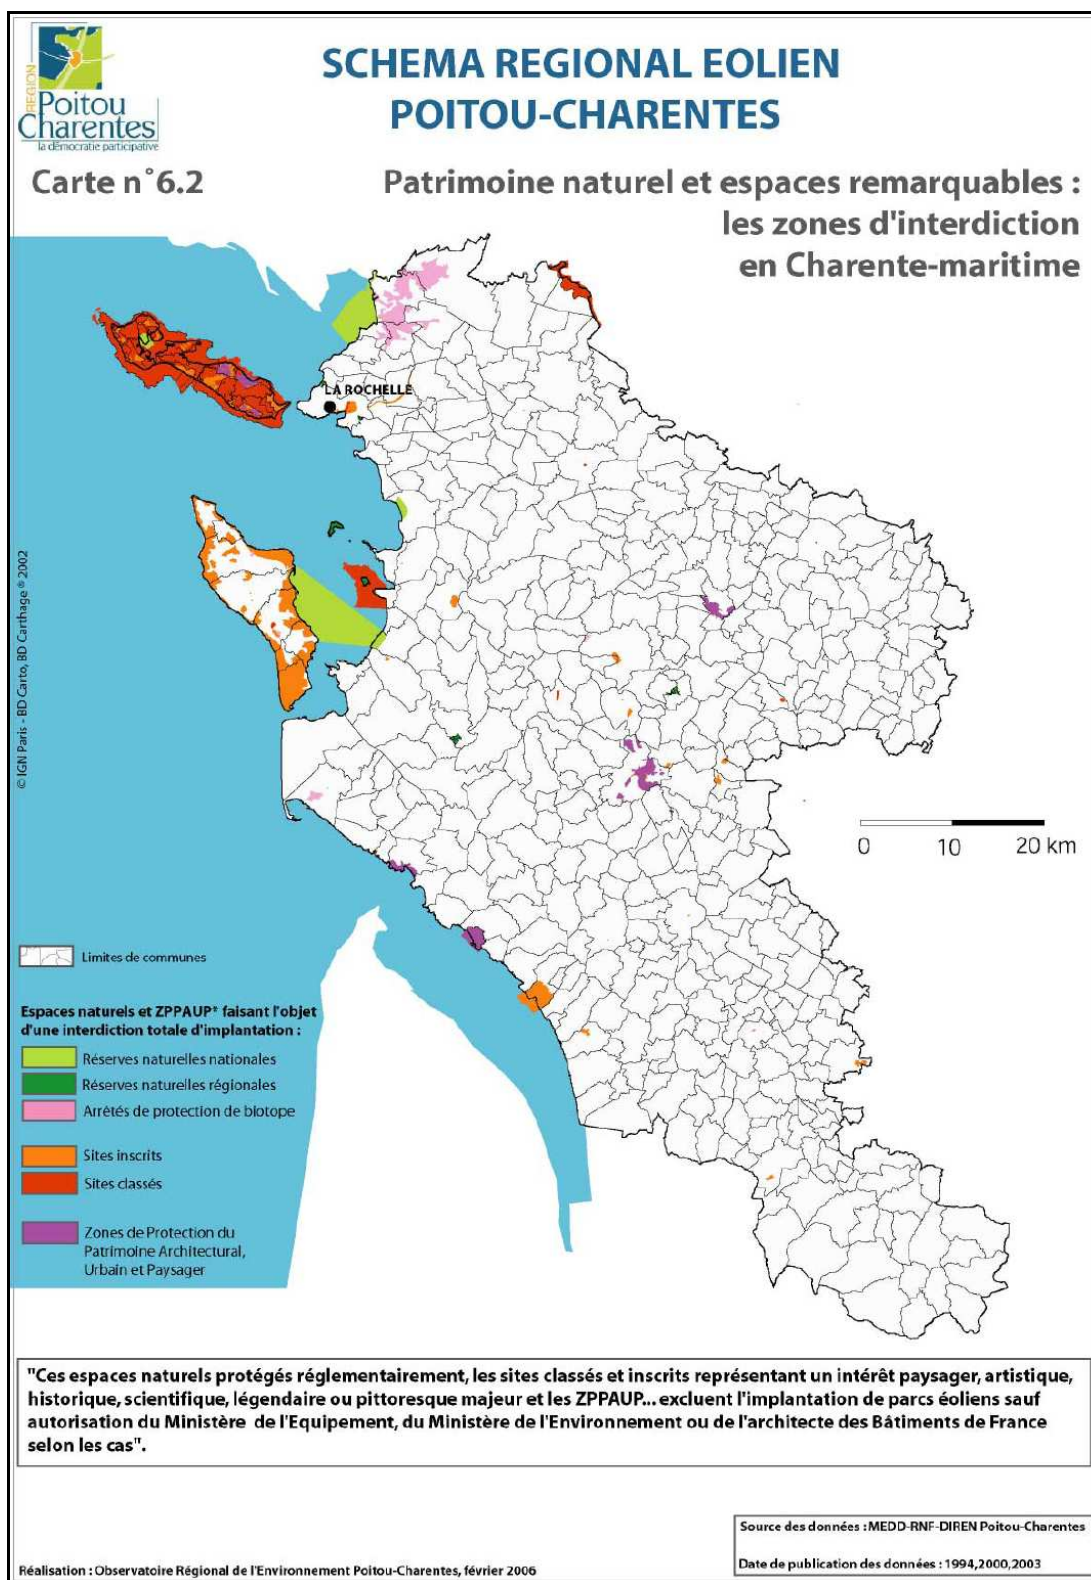 REGION
Poitou
Charentes
la démocratie participative
SCHEMA REGIONAL EOLIEN
POITOU-CHARENTES
Carte n°6.2
Patrimoine naturel et espaces remarquables :
les zones d'interdiction
en Charente-maritime
LA ROCHELLE
© IGN Paris - BD Carto, BD Carthage ® 2002
0 10 20 km
Limites de communes
Espaces naturels et ZPPAUP* faisant l'objet
d'une interdiction totale d'implantation :
Réserves naturelles nationales
Réserves naturelles régionales
Arrêtés de protection de biotope
Sites inscrits
Sites classés
Zones de Protection du
Patrimoine Architectural,
Urbain et Paysager
"Ces espaces naturels protégés réglementairement, les sites classés et inscrits représentant un intérêt paysager, artistique,
historique, scientifique, légendaire ou pittoresque majeur et les ZPPAUP... excluent l'implantation de parcs éoliens sauf
autorisation du Ministère de l'Equipement, du Ministère de l'Environnement ou de l'architecte des Bâtiments de France
selon les cas".
Source des données : MEDD-RNF-DIREN Poitou-Charentes
Date de publication des données : 1994,2000,2003
Réalisation : Observatoire Régional de l'Environnement Poitou-Charentes, février 2006